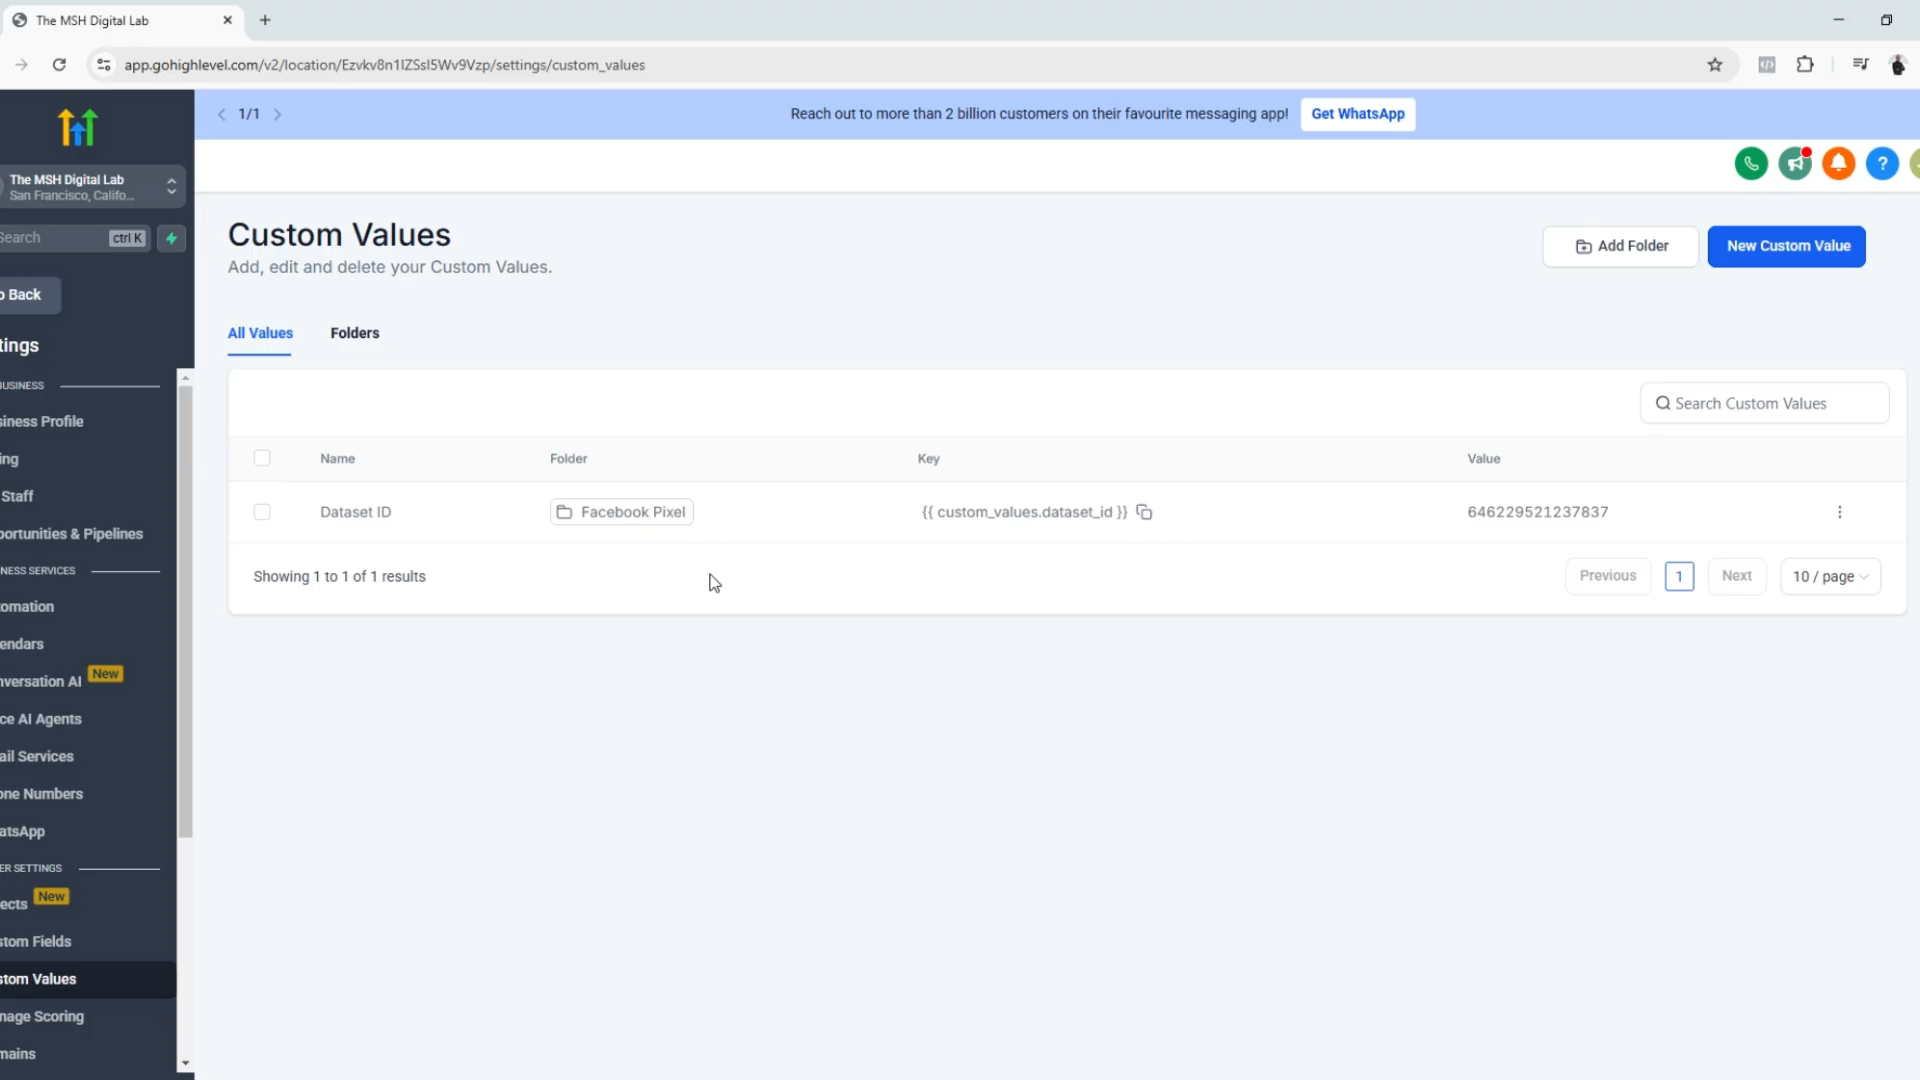 The MSH Digital Lab
app.gohighlevel.com/v2/location/Ezvkv8n1lZSsl5Wv9Vzp/settings/custom_values
1/1
Reach out to more than 2 billion customers on their favourite messaging app!
Get WhatsApp
The MSH Digital Lab
San Francisco, Califo...
Search
ctrl K
o Back
tings
BUSINESS
siness Profile
ing
Staff
portunities & Pipelines
NESS SERVICES
omation
endars
nversation AI New
ce AI Agents
ail Services
one Numbers
atsApp
ER SETTINGS
ects New
stom Fields
stom Values
nage Scoring
mains
Custom Values
Add, edit and delete your Custom Values.
Add Folder
New Custom Value
All Values
Folders
Search Custom Values
Name Folder Key Value
Dataset ID Facebook Pixel {{ custom_values.dataset_id }} 646229521237837
Showing 1 to 1 of 1 results
Previous 1 Next 10 / page